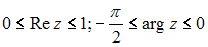 0 ≤ Re z ≤ 1; -π/2 ≤ arg z ≤ 0